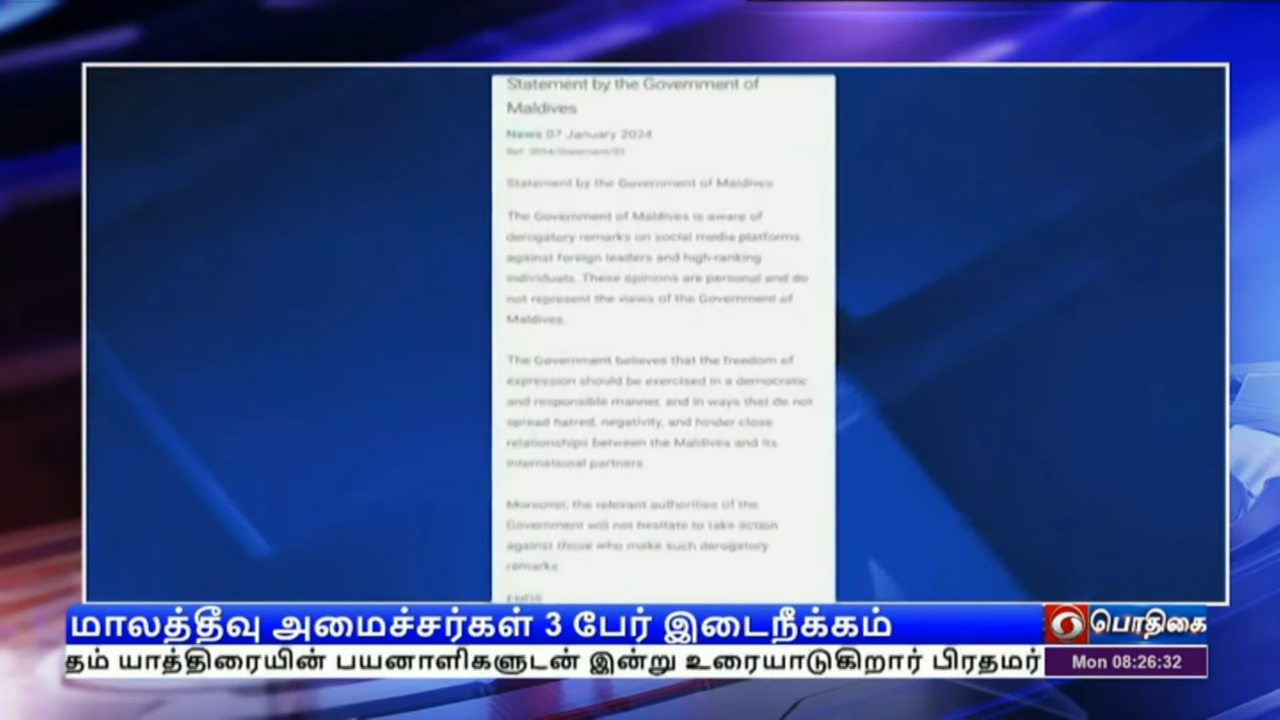 Statement by the Government of
Maldives
News 07 January 2024
Statement by the Government of Maldives
The Government of Maldives is aware of
derogatory remarks on social media platforms
against foreign leaders and high-ranking
individuals. These opinions are personal and do
not represent the views of the Government of
Maldives.
The Government believes that the freedom of
expression should be exercised in a democratic
and responsible manner, and in ways that do not
spread hatred, negativity, and hinder close
relationships between the Maldives and its
international partners.
Moreover, the relevant authorities of the
Government will not hesitate to take action
against those who make such derogatory
remarks.
ENDS
மாலத்தீவு அமைச்சர்கள் 3 பேர் இடைநீக்கம்
பொதிகை
தம் யாத்திரையின் பயனாளிகளுடன் இன்று உரையாடுகிறார் பிரதமர்
Mon 08:26:32